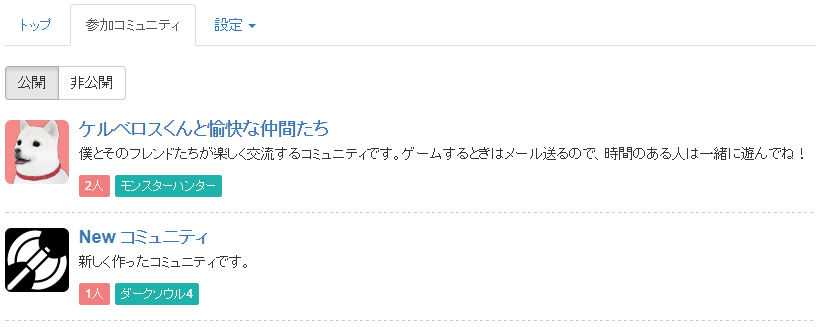 トップ 参加コミュニティ 設定
公開 非公開
ケルベロスくんと愉快な仲間たち
僕とそのフレンドたちが楽しく交流するコミュニティです。ゲームするときはメール送るので、時間のある人は一緒に遊んでね！
2人 モンスターハンター
New コミュニティ
新しく作ったコミュニティです。
1人 ダークソウル4